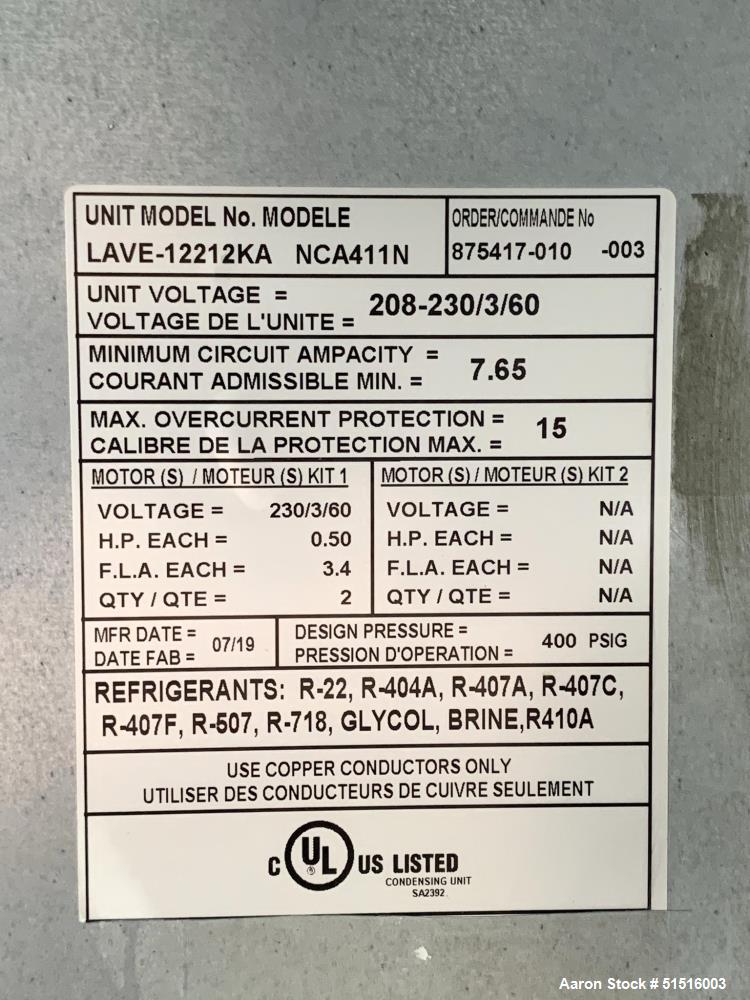 UNIT MODEL No. MODELE
LAVE-12212KA NCA411N
ORDER/COMMANDE No
875417-010 -003
UNIT VOLTAGE =
VOLTAGE DE L'UNITE =
208-230/3/60
MINIMUM CIRCUIT AMPACITY =
COURANT ADMISSIBLE MIN. =
7.65
MAX. OVERCURRENT PROTECTION =
CALIBRE DE LA PROTECTION MAX. =
15
MOTOR (S) / MOTEUR (S) KIT 1
VOLTAGE = 230/3/60
H.P. EACH = 0.50
F.L.A. EACH = 3.4
QTY / QTE = 2
MOTOR (S) / MOTEUR (S) KIT 2
VOLTAGE = N/A
H.P. EACH = N/A
F.L.A. EACH = N/A
QTY / QTE = N/A
MFR DATE =
DATE FAB =
07/19
DESIGN PRESSURE =
PRESSION D'OPERATION =
400 PSIG
REFRIGERANTS: R-22, R-404A, R-407A, R-407C,
R-407F, R-507, R-718, GLYCOL, BRINE,R410A
USE COPPER CONDUCTORS ONLY
UTILISER DES CONDUCTEURS DE CUIVRE SEULEMENT
C UL ® US LISTED
CONDENSING UNIT
SA2392
Aaron Stock # 51516003